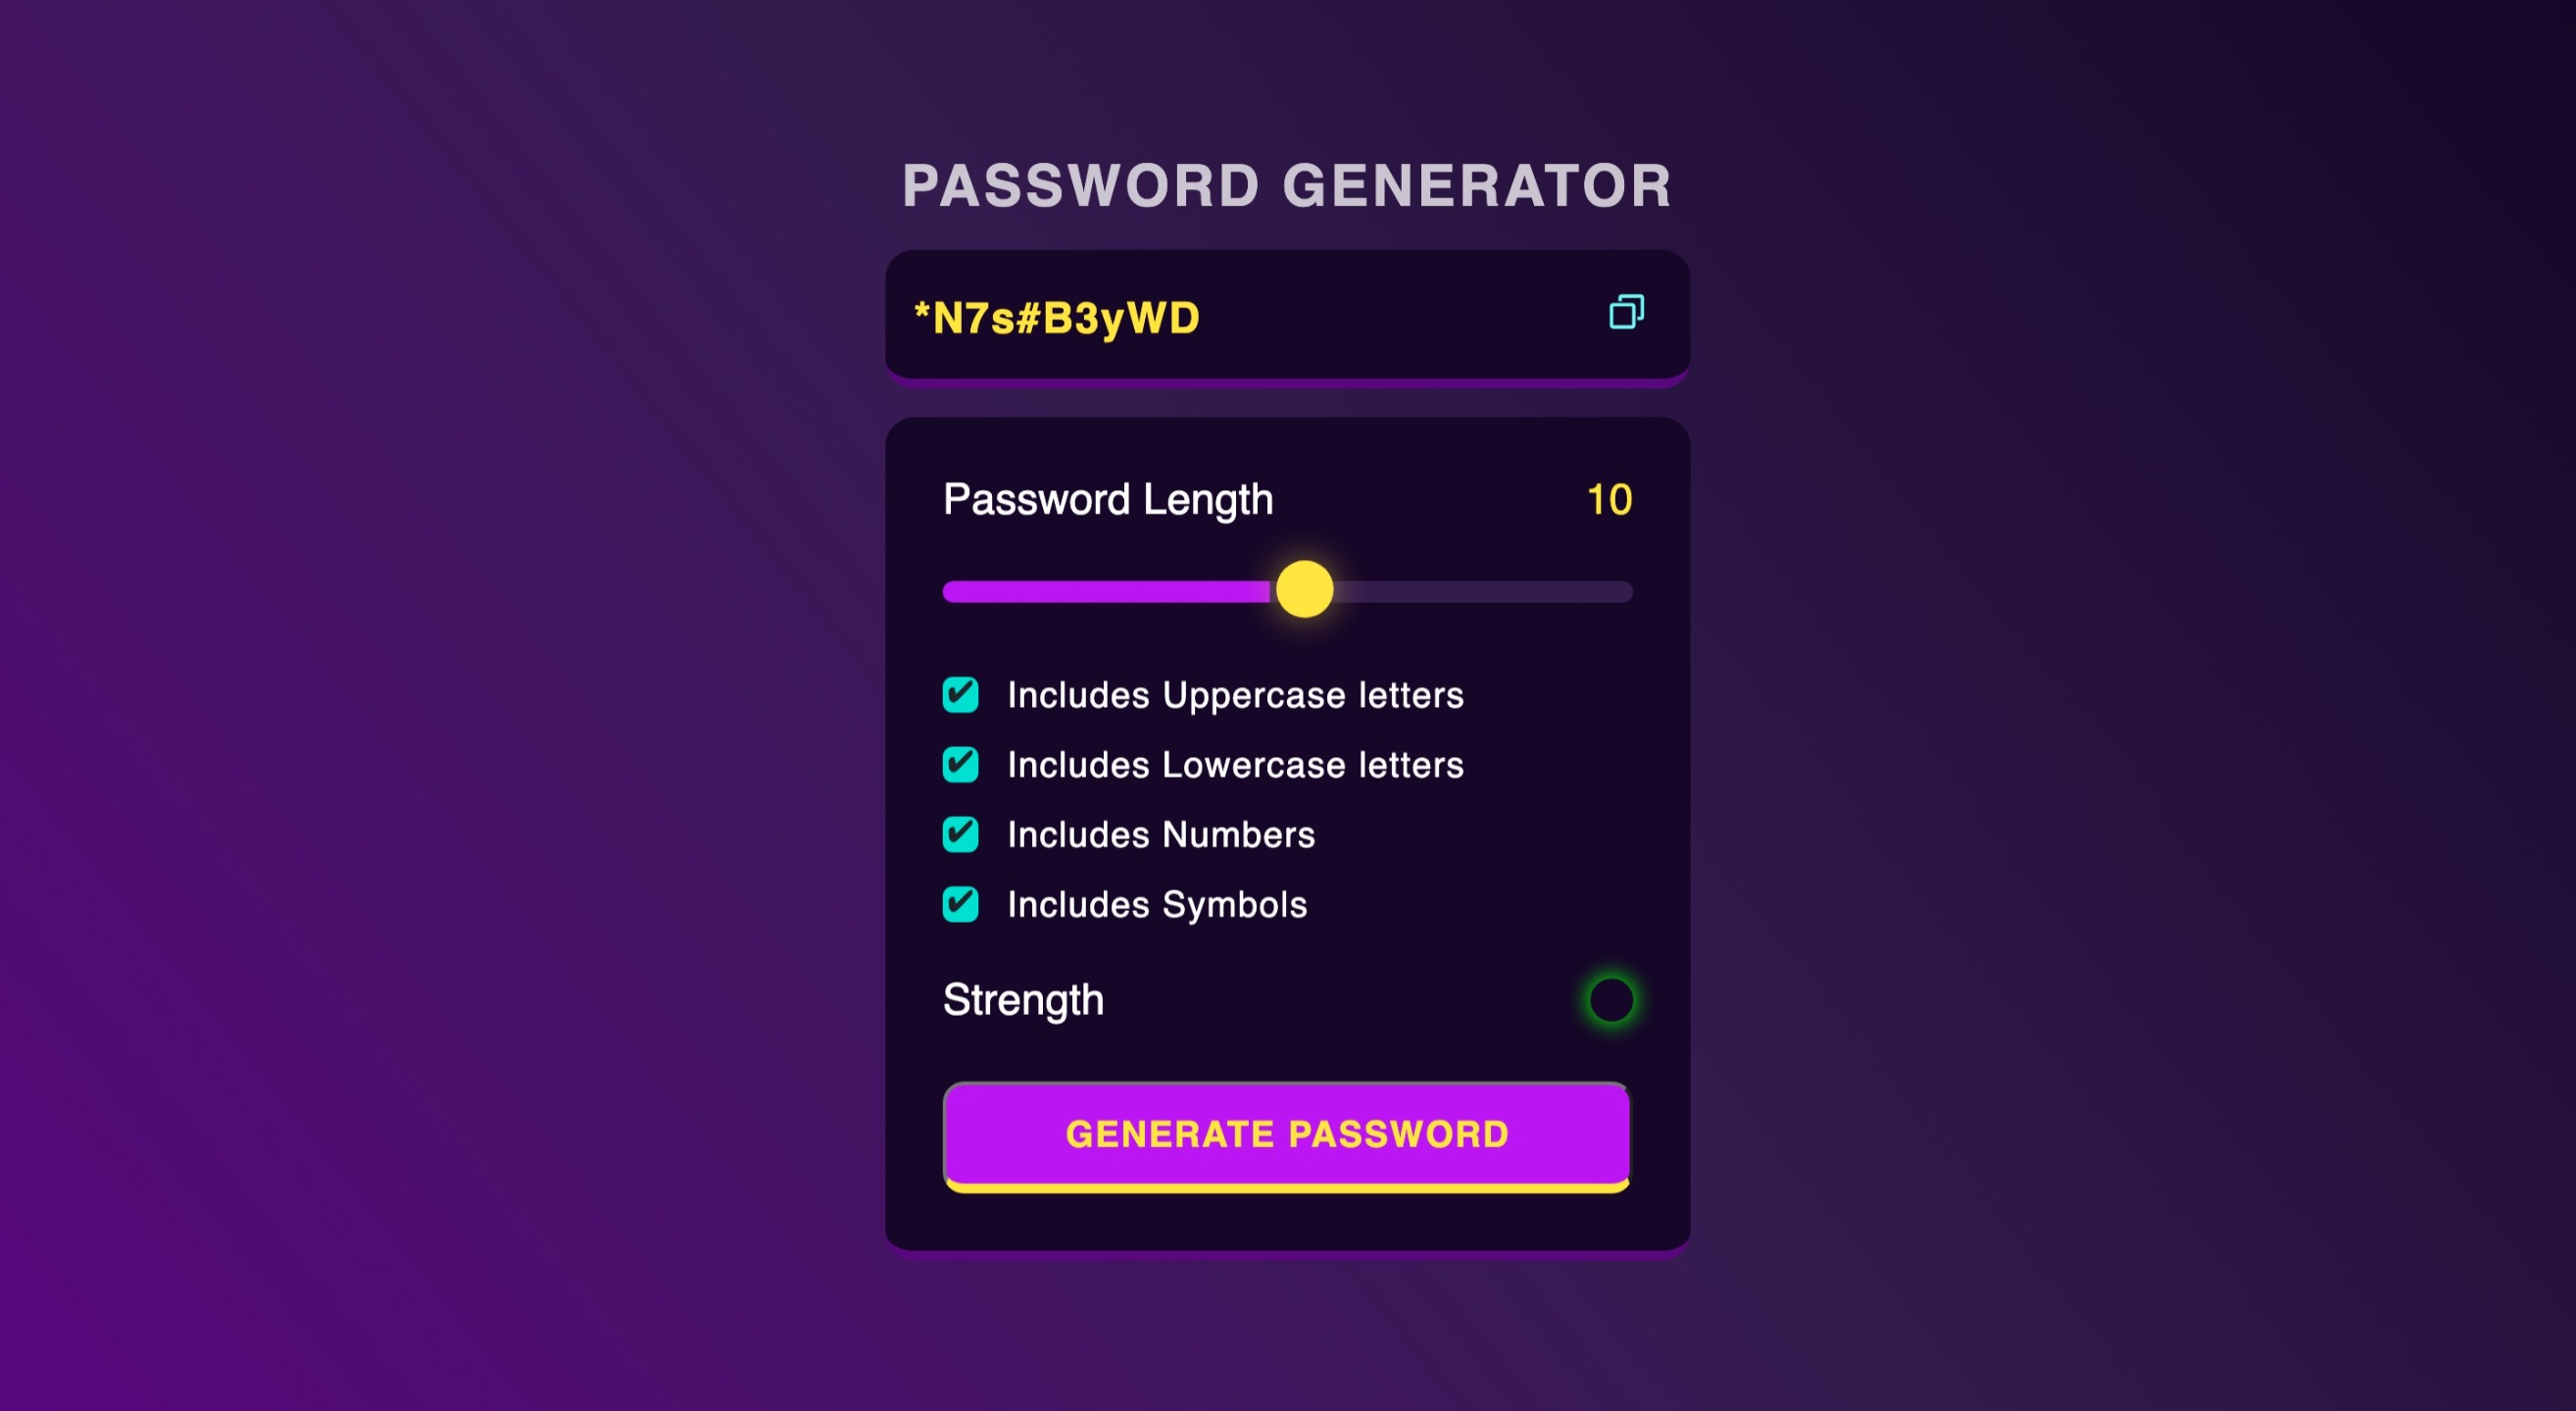 PASSWORD GENERATOR
*N7s#B3yWD
Password Length 10
Includes Uppercase letters
Includes Lowercase letters
Includes Numbers
Includes Symbols
Strength
GENERATE PASSWORD